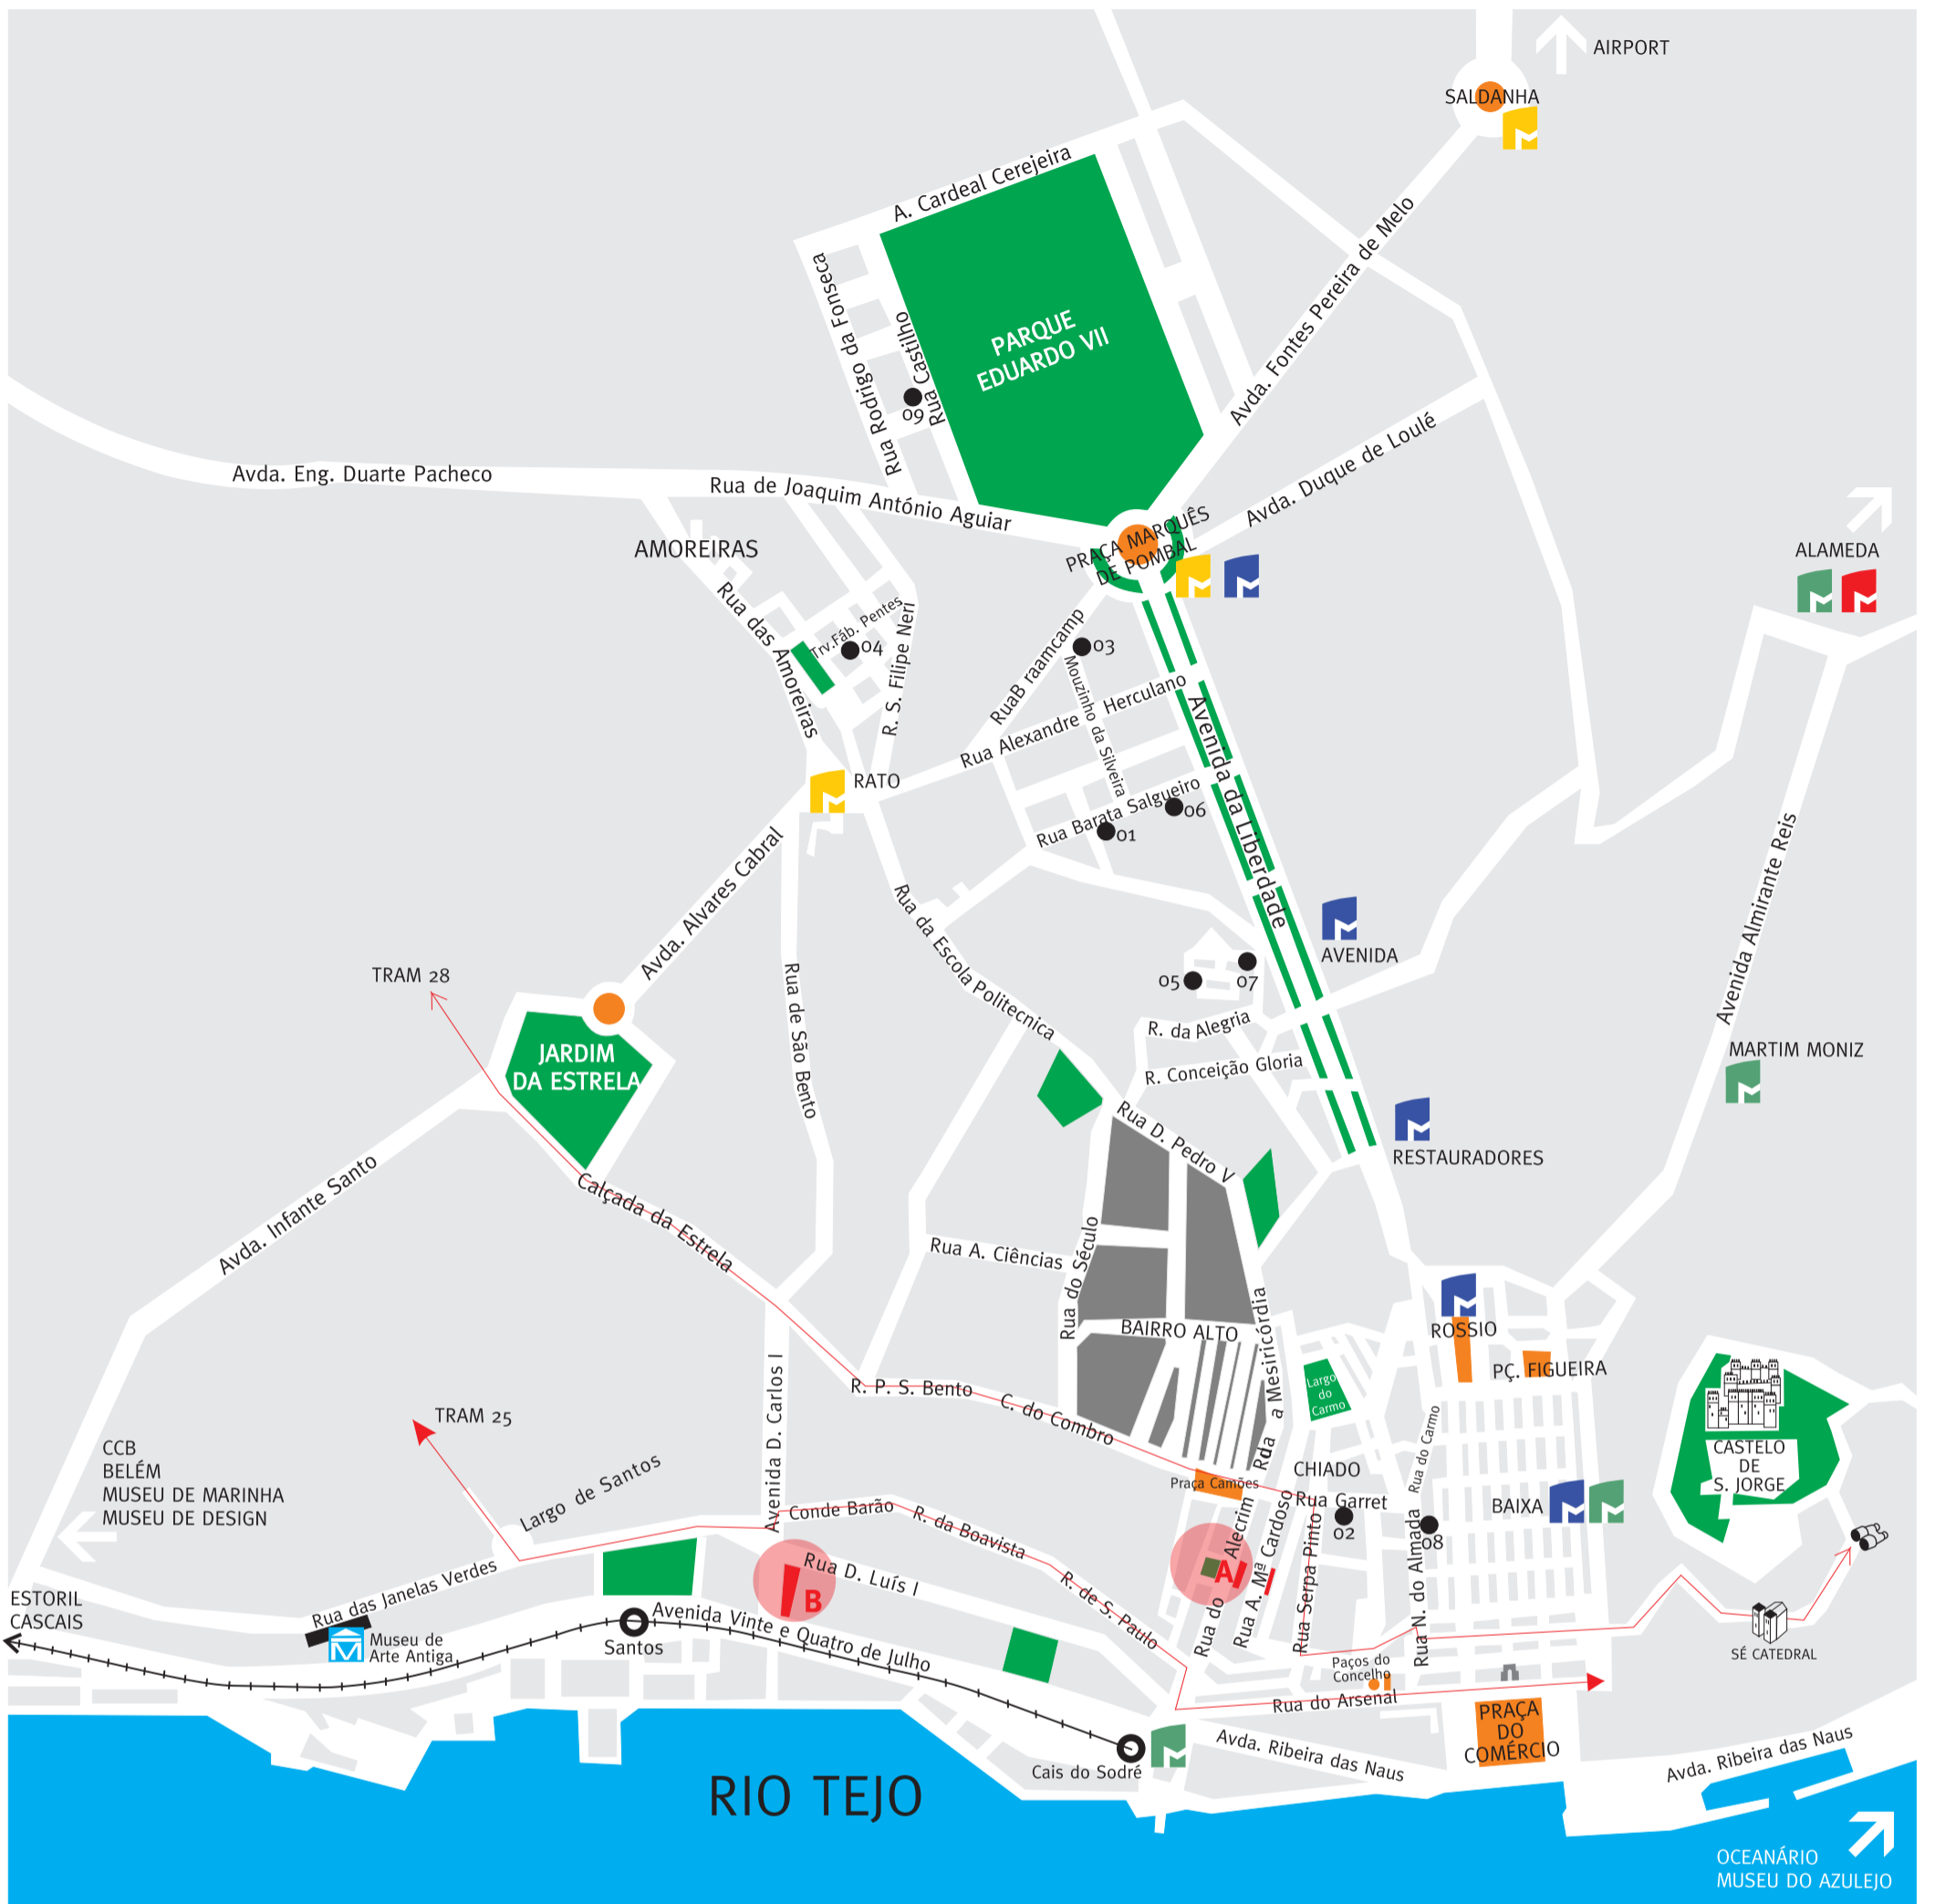 AIRPORT
SALDANHA
A. Cardeal Cerejeira
Avda. Fontes Pereira de Melo
Rua Rodrigo da Fonseca
Rua Castilho
09
PARQUE
EDUARDO VII
Avda. Duque de Loulé
Avda. Eng. Duarte Pacheco
Rua de Joaquim António Aguiar
PRAÇA MARQUÊS
DE POMBAL
AMOREIRAS
ALAMEDA
Rua das Amoreiras
Trv.Fáb. Pentes
04
R. S. Filipe Neri
RuaB raamcamp
03
Mouzinho da Silveira
Rua Alexandre Herculano
Avenida da Liberdade
RATO
Rua Barata Salgueiro
06
01
Avda. Alvares Cabral
Rua da Escola Politecnica
Avenida Almirante Reis
AVENIDA
TRAM 28
05
07
Rua de São Bento
R. da Alegria
R. Conceição Gloria
JARDIM
DA ESTRELA
MARTIM MONIZ
Rua D. Pedro V
RESTAURADORES
Avda. Infante Santo
Calçada da Estrela
Rua A. Ciências
Rua do Século
BAIRRO ALTO
Rda a Mesiricórdia
ROSSIO
PÇ. FIGUEIRA
Largo
do
Carmo
R. P. S. Bento
C. do Combro
Avenida D. Carlos I
TRAM 25
Rua do Carmo
CASTELO
DE
S. JORGE
CCB
BELÉM
MUSEU DE MARINHA
MUSEU DE DESIGN
Largo de Santos
Praça Camões
CHIADO
Rua Garret
02
08
BAIXA
Conde Barão
R. da Boavista
Rua do Alecrim
Rua A. Mª Cardoso
Rua Serpa Pinto
Rua N. do Almada
A
B
Rua D. Luís I
R. de S. Paulo
ESTORIL
CASCAIS
Rua das Janelas Verdes
Museu de
Arte Antiga
Santos
Avenida Vinte e Quatro de Julho
Paços do
Concelho
SÉ CATEDRAL
Rua do Arsenal
PRAÇA
DO
COMÉRCIO
Cais do Sodré
Avda. Ribeira das Naus
Avda. Ribeira das Naus
RIO TEJO
OCEANÁRIO
MUSEU DO AZULEJO